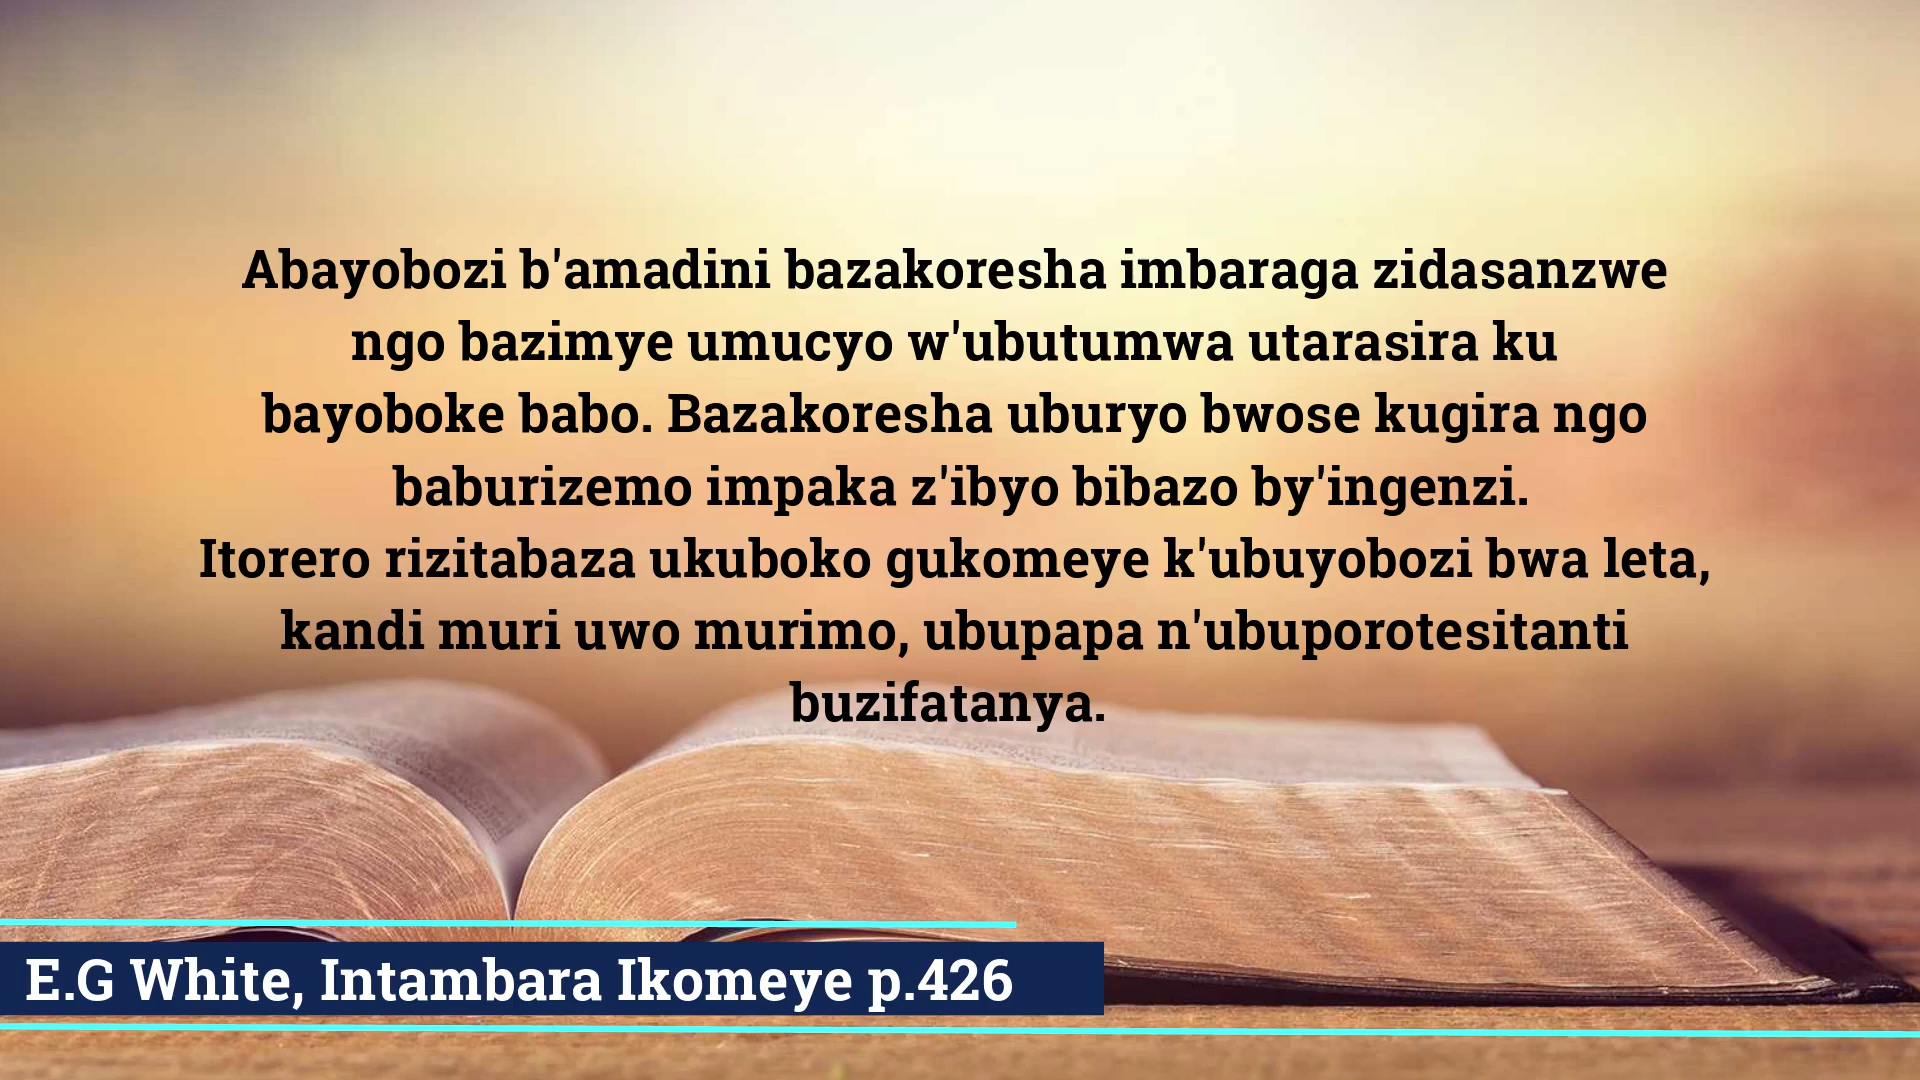 Abayobozi b'amadini bazakoresha imbaraga zidasanzwe
ngo bazimye umucyo w'ubutumwa utarasira ku
bayoboke babo. Bazakoresha uburyo bwose kugira ngo
baburizemo impaka z'ibyo bibazo by'ingenzi.
Itorero rizitabaza ukuboko gukomeye k'ubuyobozi bwa leta,
kandi muri uwo murimo, ubupapa n'ubuporotesitanti
buzifatanya.
E.G White, Intambara Ikomeye p.426